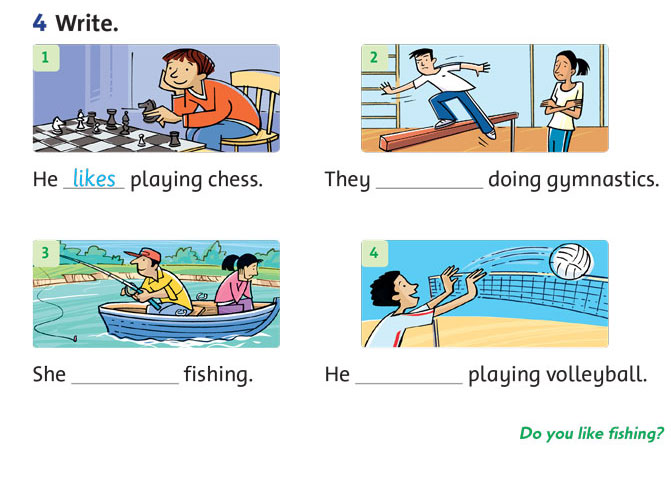 4 Write.
1
2
He likes playing chess.
They __________ doing gymnastics.
3
4
She __________ fishing.
He __________ playing volleyball.
Do you like fishing?